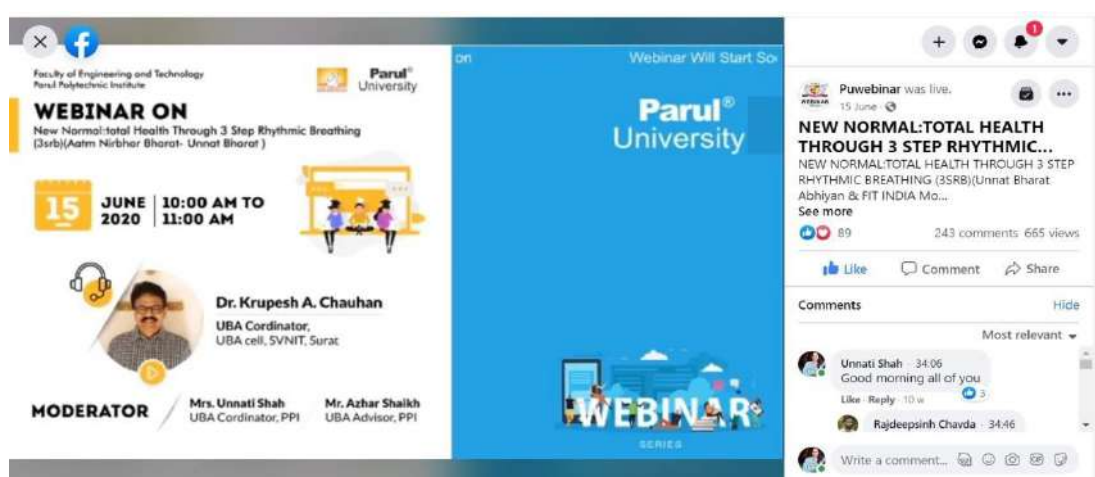 Faculty of Engineering and Technology
Parul Polytechnic Institute
Parul®
University
WEBINAR ON
New Normal:total Health Through 3 Step Rhythmic Breathing
(3srb)(Aatm Nirbhar Bharat- Unnat Bharat )
15
JUNE
2020
10:00 AM TO
11:00 AM
Dr. Krupesh A. Chauhan
UBA Cordinator,
UBA cell, SVNIT, Surat
MODERATOR
Mrs. Unnati Shah
UBA Cordinator, PPI
Mr. Azhar Shaikh
UBA Advisor, PPI
on
Webinar Will Start Soo
Parul®
University
WEBINAR
SERIES
1
Puwebinar was live.
15 June
NEW NORMAL:TOTAL HEALTH
THROUGH 3 STEP RHYTHMIC...
NEW NORMAL:TOTAL HEALTH THROUGH 3 STEP
RHYTHMIC BREATHING (3SRB)(Unnat Bharat
Abhiyan & FIT INDIA Mo...
See more
89
243 comments 665 views
Like
Comment
Share
Comments
Hide
Most relevant
Unnati Shah · 34:06
Good morning all of you
3
Like · Reply · 10 w
Rajdeepsinh Chavda · 34:46
Write a comment...